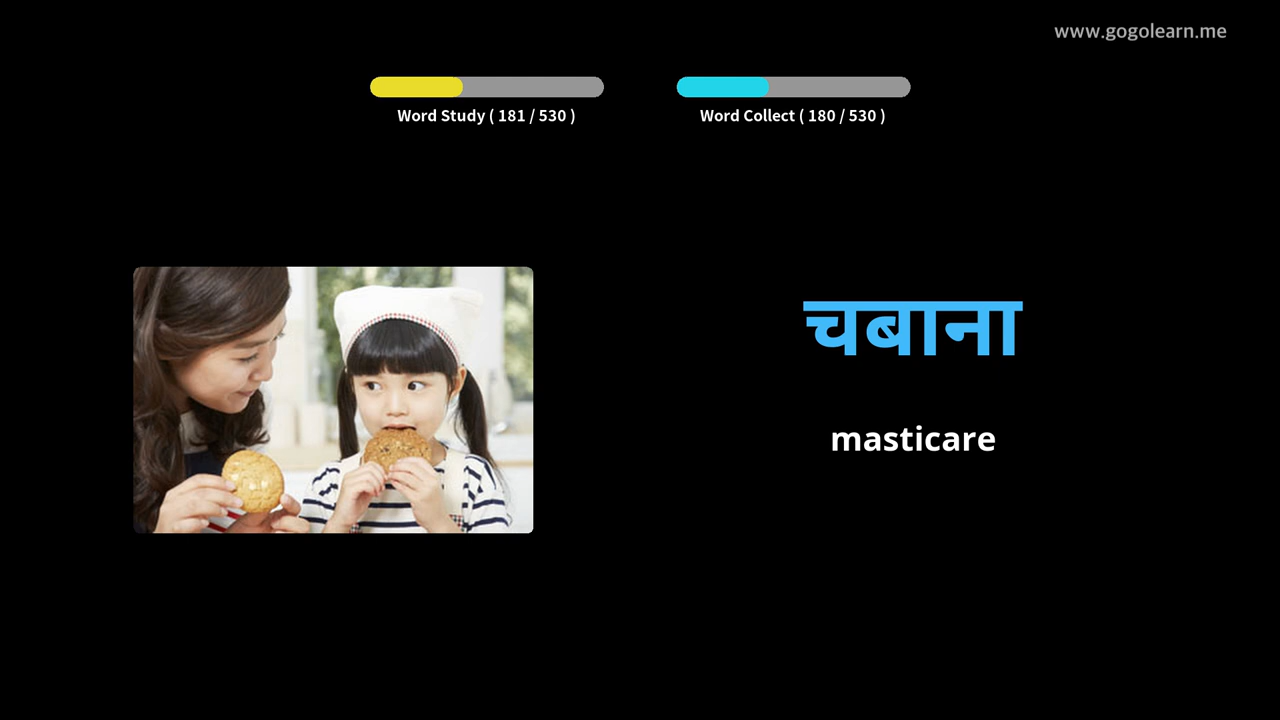 www.gogolearn.me
Word Study ( 181 / 530 )
Word Collect ( 180 / 530 )
चबाना
masticare